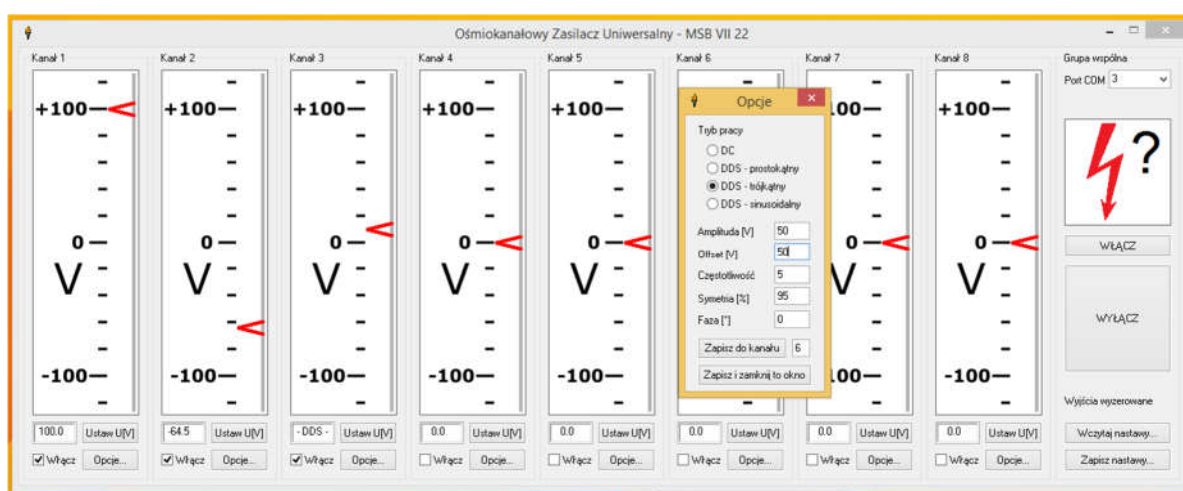 Ośmiokanałowy Zasilacz Uniwersalny - MSB VII 22
Kanał 1 Kanał 2 Kanał 3 Kanał 4 Kanał 5 Kanał 6 Kanał 7 Kanał 8 Grupa wspólna
Port COM 3
+100 +100 +100 +100 +100 .00 +100
0 0 0 0 0 0 0
V V V V V V V
-100 -100 -100 -100 -100 .00 -100
Opcje
Tryb pracy
DC
DDS - prostokątny
DDS - trójkątny
DDS - sinusoidalny
Amplituda [V] 50
Offset [V] 50
Częstotliwość 5
Symetria [%] 95
Faza [°] 0
Zapisz do kanału 6
Zapisz i zamknij to okno
?
WŁĄCZ
WYŁĄCZ
Wyjścia wyzerowane
100.0 Ustaw U[V] -64.5 Ustaw U[V] - DDS - Ustaw U[V] 0.0 Ustaw U[V] 0.0 Ustaw U[V] 0.0 Ustaw U[V] 0.0 Ustaw U[V] 0.0 Ustaw U[V] Wczytaj nastawy...
Włącz Opcje... Włącz Opcje... Włącz Opcje... Włącz Opcje... Włącz Opcje... Włącz Opcje... Włącz Opcje... Włącz Opcje... Zapisz nastawy...